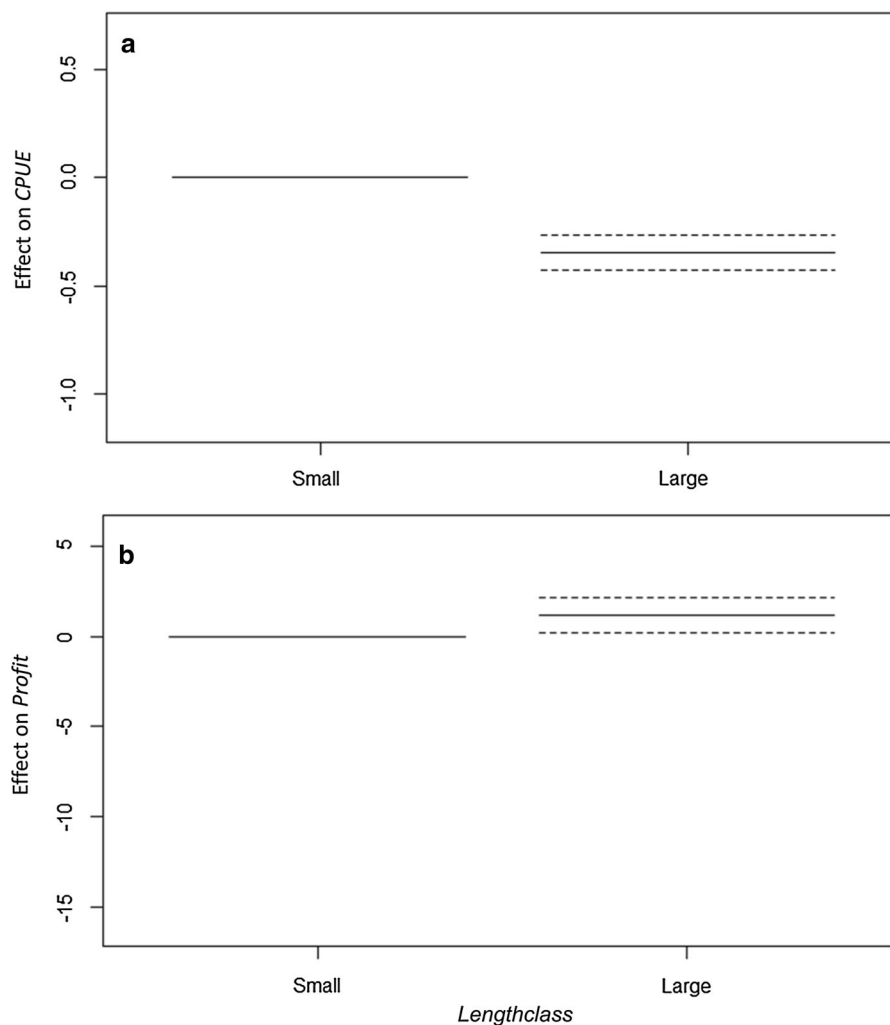 a
Effect on CPUE
0.5
0.0
-0.5
-1.0
Small Large
b
Effect on Profit
5
0
-5
-10
-15
Small Large
Lengthclass